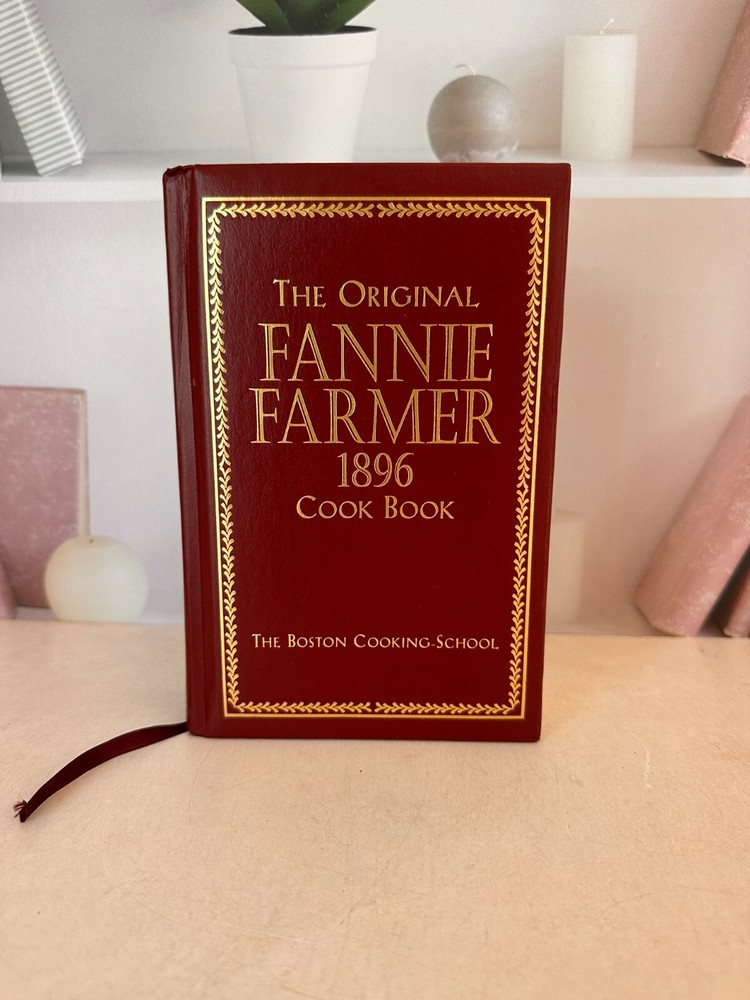 The Original
FANNIE
FARMER
1896
Cook Book
The Boston Cooking-School